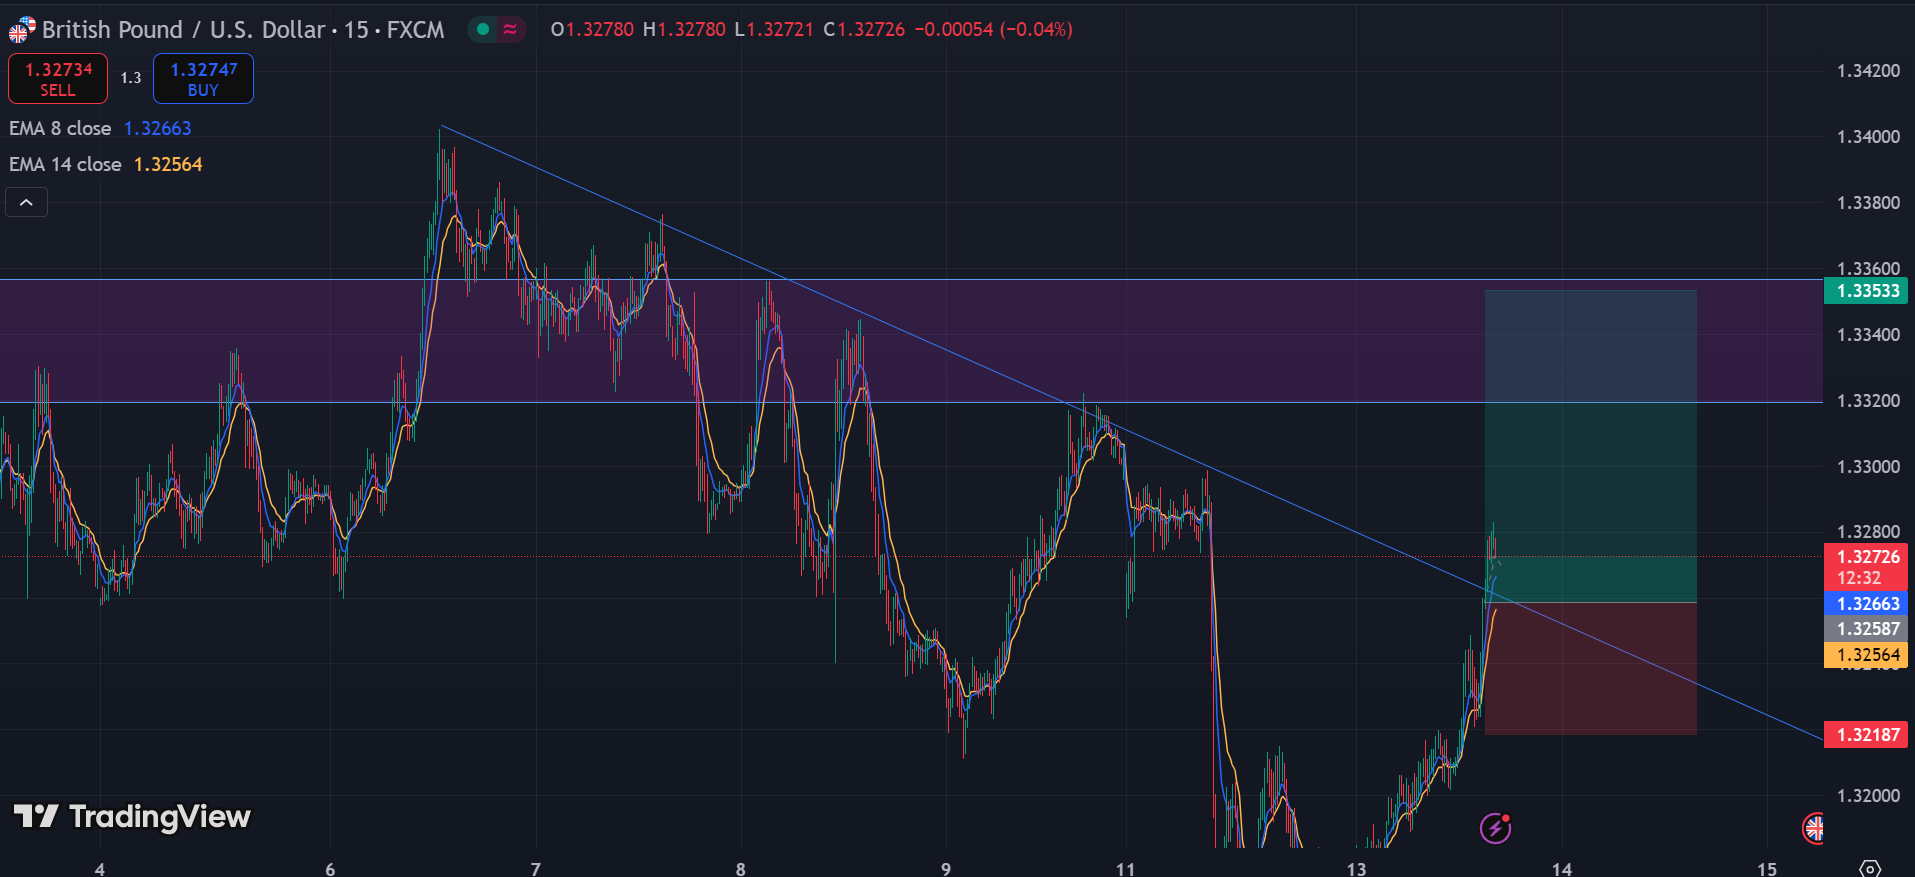 British Pound / U.S. Dollar · 15 · FXCM O1.32780 H1.32780 L1.32721 C1.32726 −0.00054 (−0.04%)
1.32734 SELL 1.3 1.32747 BUY
EMA 8 close 1.32663
EMA 14 close 1.32564
1.34200
1.34000
1.33800
1.33600
1.33533
1.33400
1.33200
1.33000
1.32800
1.32726
12:32
1.32663
1.32587
1.32564
1.32187
1.32000
TradingView
4 6 7 8 9 11 13 14 15